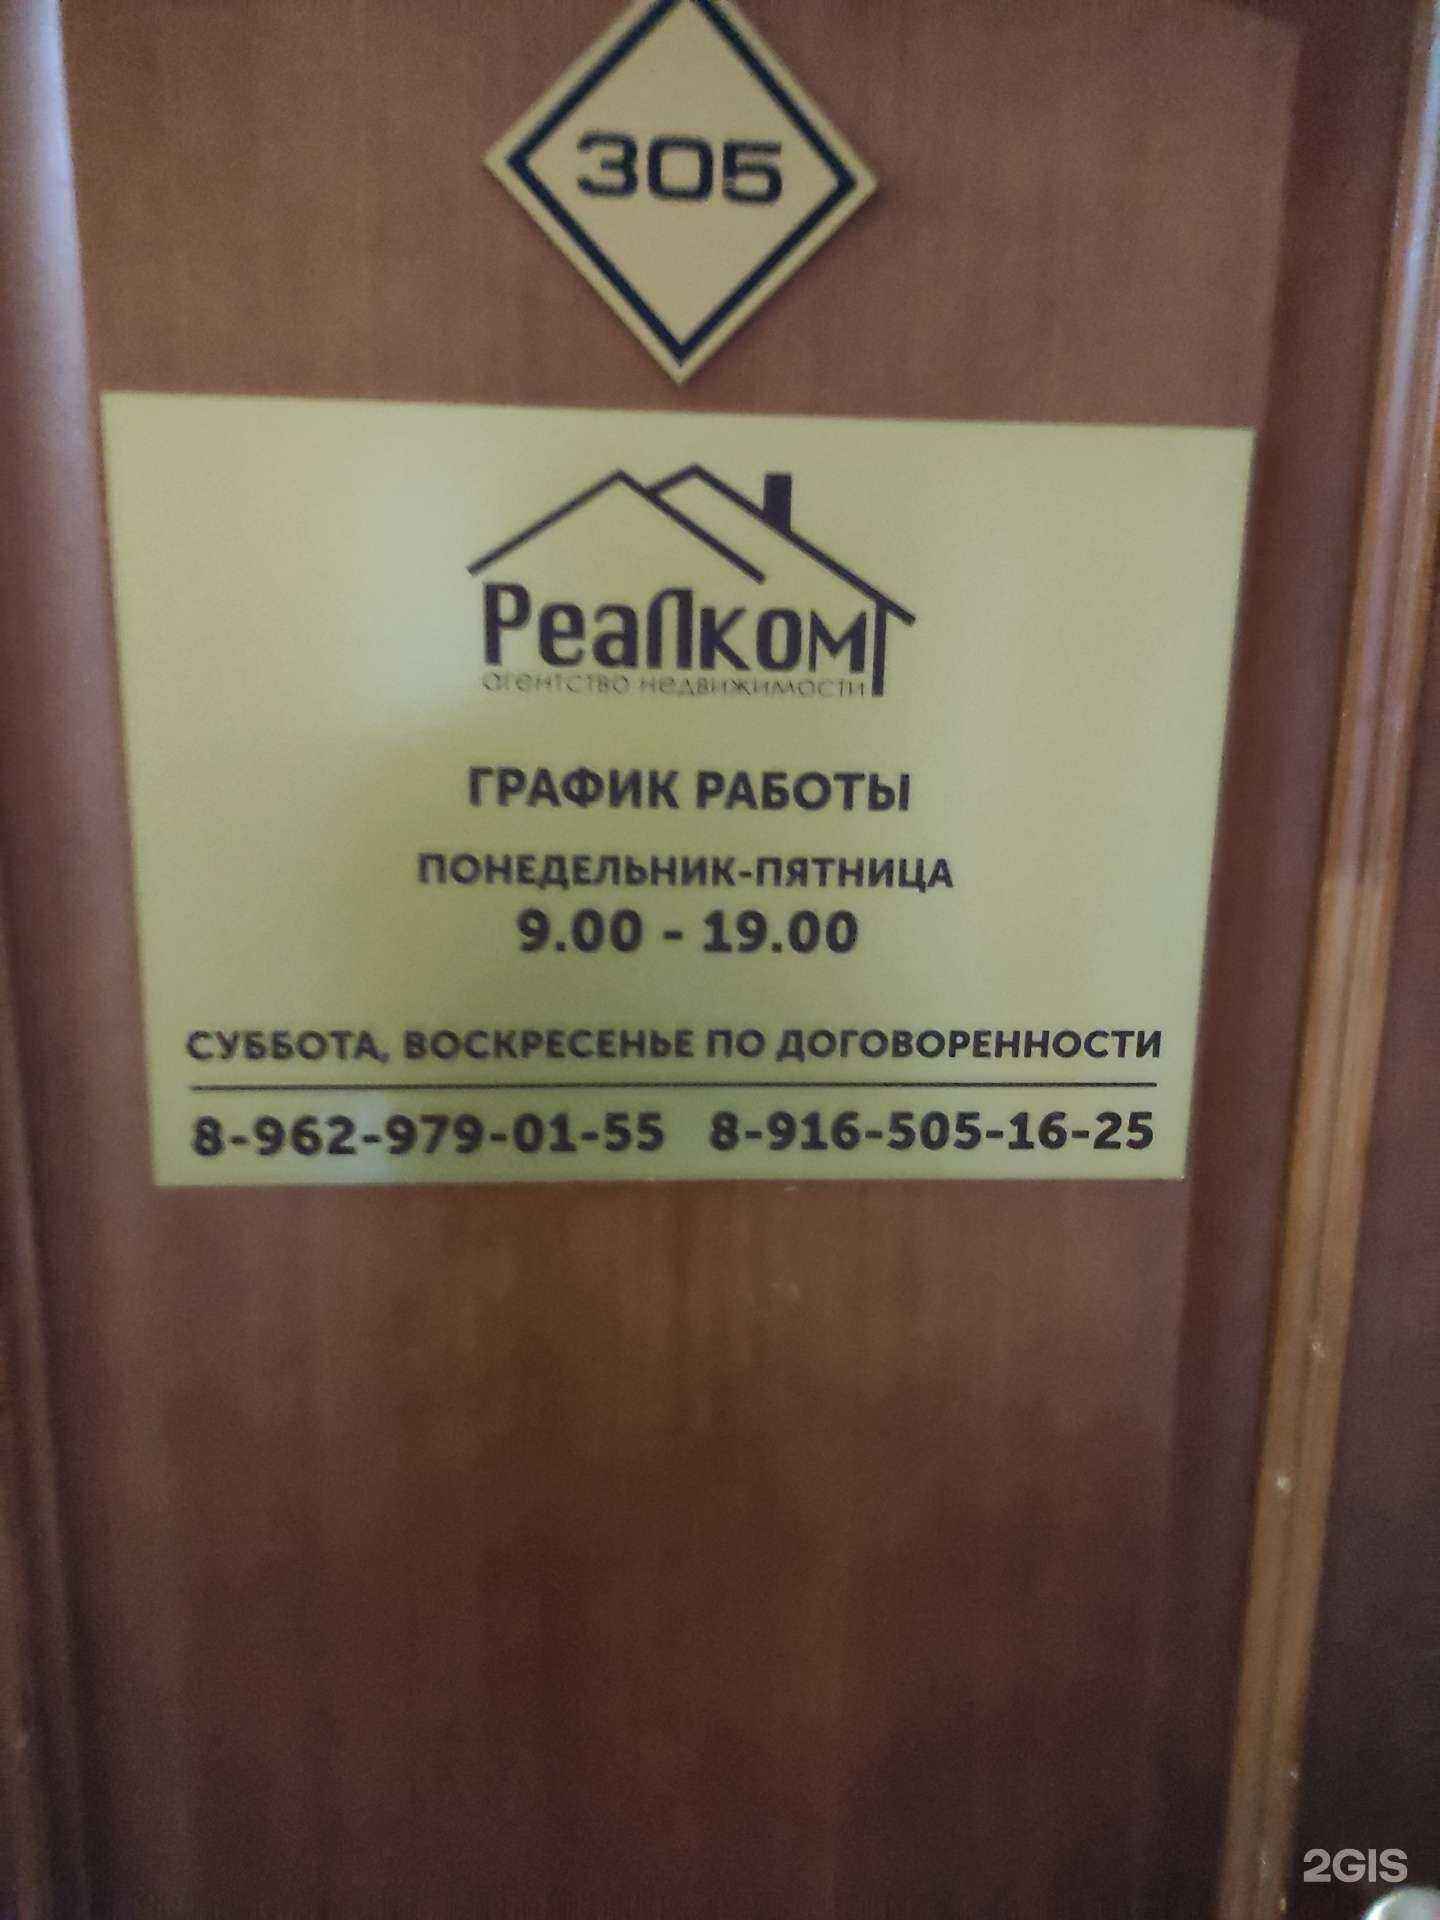 305
Реалком
агентство недвижимости
ГРАФИК РАБОТЫ
ПОНЕДЕЛЬНИК-ПЯТНИЦА
9.00 - 19.00
СУББОТА, ВОСКРЕСЕНЬЕ ПО ДОГОВОРЕННОСТИ
8-962-979-01-55 8-916-505-16-25
2GIS